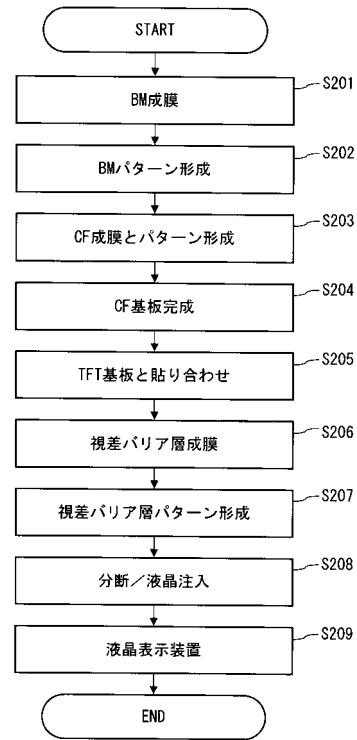 START
BM成膜
S201
BMパターン形成
S202
CF成膜とパターン形成
S203
CF基板完成
S204
TFT基板と貼り合わせ
S205
視差バリア層成膜
S206
視差バリア層パターン形成
S207
分断/液晶注入
S208
液晶表示装置
S209
END